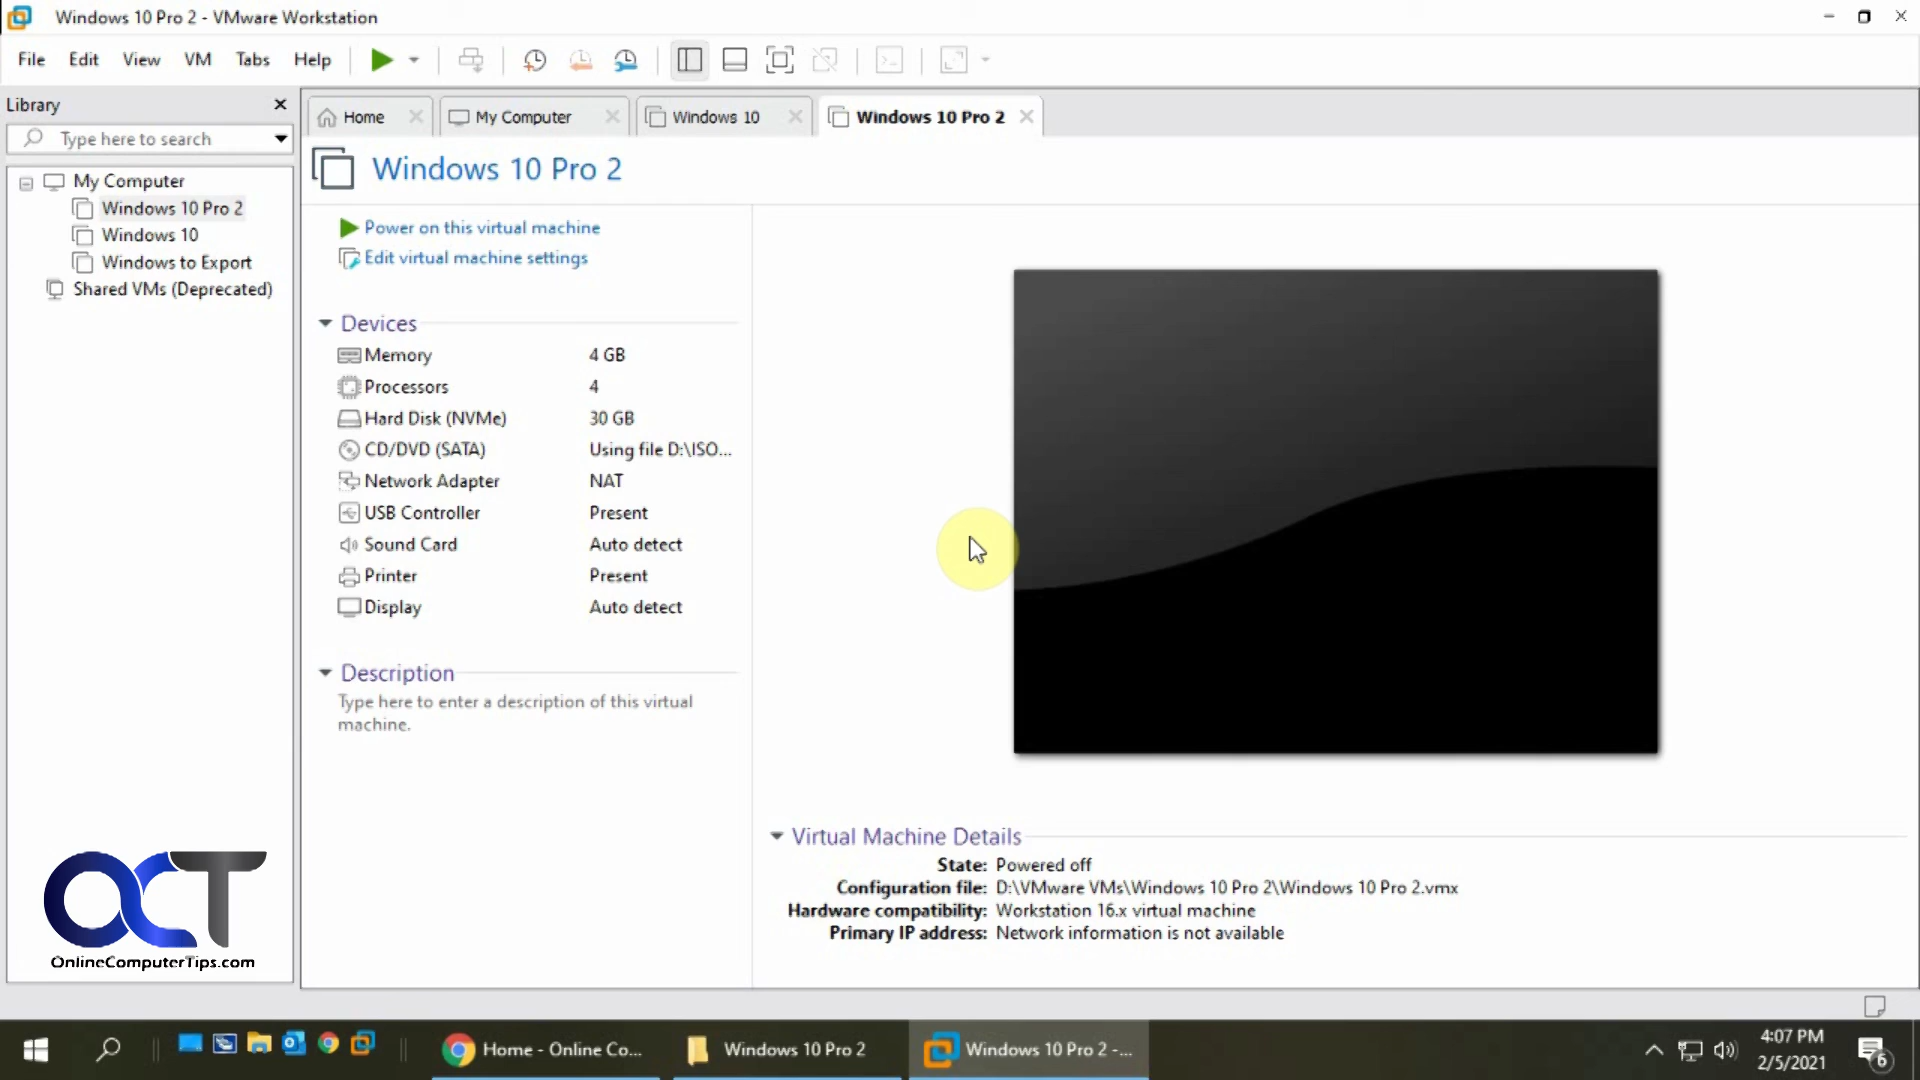 Windows 10 Pro 2 - VMware Workstation
File Edit View VM Tabs Help
Library
Type here to search
My Computer
Windows 10 Pro 2
Windows 10
Windows to Export
Shared VMs (Deprecated)
Home My Computer Windows 10 Windows 10 Pro 2
Windows 10 Pro 2
Power on this virtual machine
Edit virtual machine settings
Devices
Memory 4 GB
Processors 4
Hard Disk (NVMe) 30 GB
CD/DVD (SATA) Using file D:\ISO...
Network Adapter NAT
USB Controller Present
Sound Card Auto detect
Printer Present
Display Auto detect
Description
Type here to enter a description of this virtual
machine.
Virtual Machine Details
State: Powered off
Configuration file: D:\VMware VMs\Windows 10 Pro 2\Windows 10 Pro 2.vmx
Hardware compatibility: Workstation 16.x virtual machine
Primary IP address: Network information is not available
OCT
OnlineComputerTips.com
Home - Online Co... Windows 10 Pro 2 Windows 10 Pro 2 -...
4:07 PM
2/5/2021
6